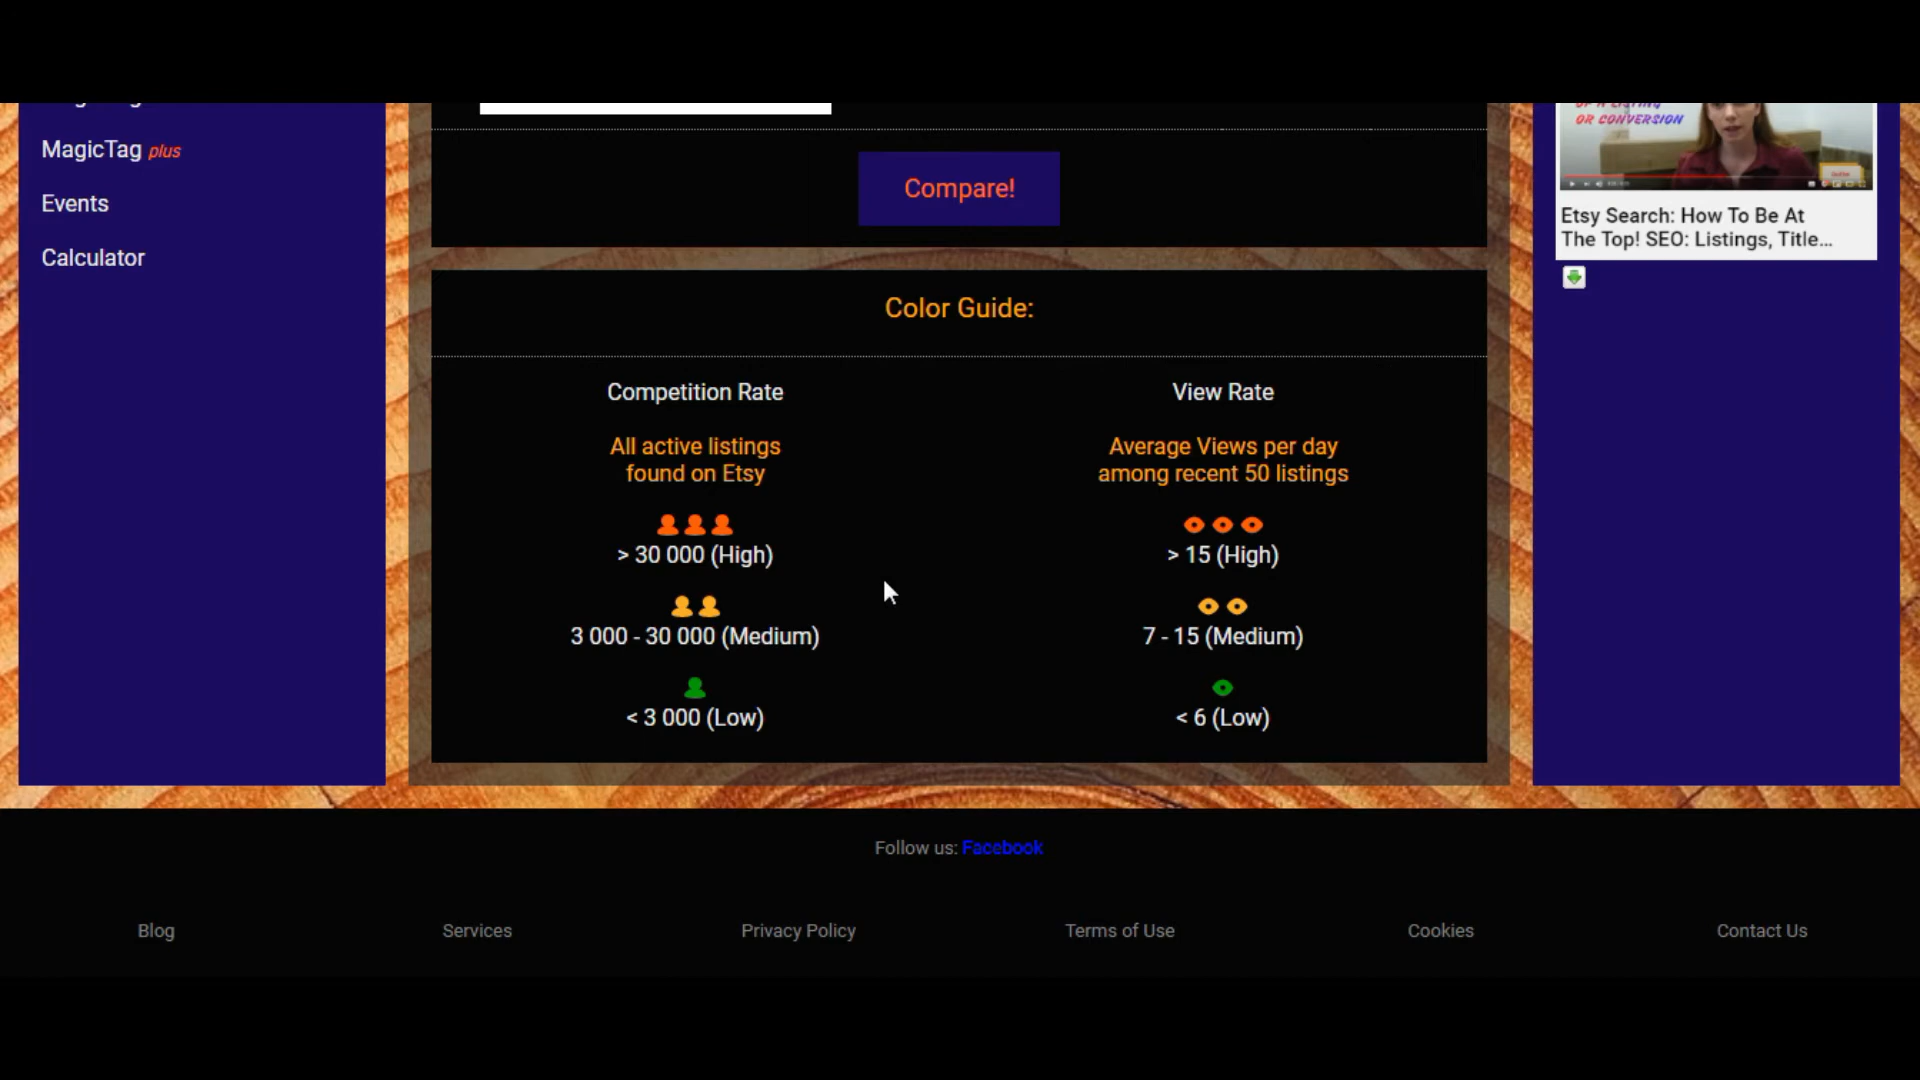 MagicTag plus
Events
Calculator
Compare!
Color Guide:
Competition Rate
All active listings
found on Etsy
> 30 000 (High)
3 000 - 30 000 (Medium)
< 3 000 (Low)
View Rate
Average Views per day
among recent 50 listings
> 15 (High)
7 - 15 (Medium)
< 6 (Low)
OR CONVERSION
Etsy Search: How To Be At
The Top! SEO: Listings, Title...
Follow us: Facebook
Blog
Services
Privacy Policy
Terms of Use
Cookies
Contact Us